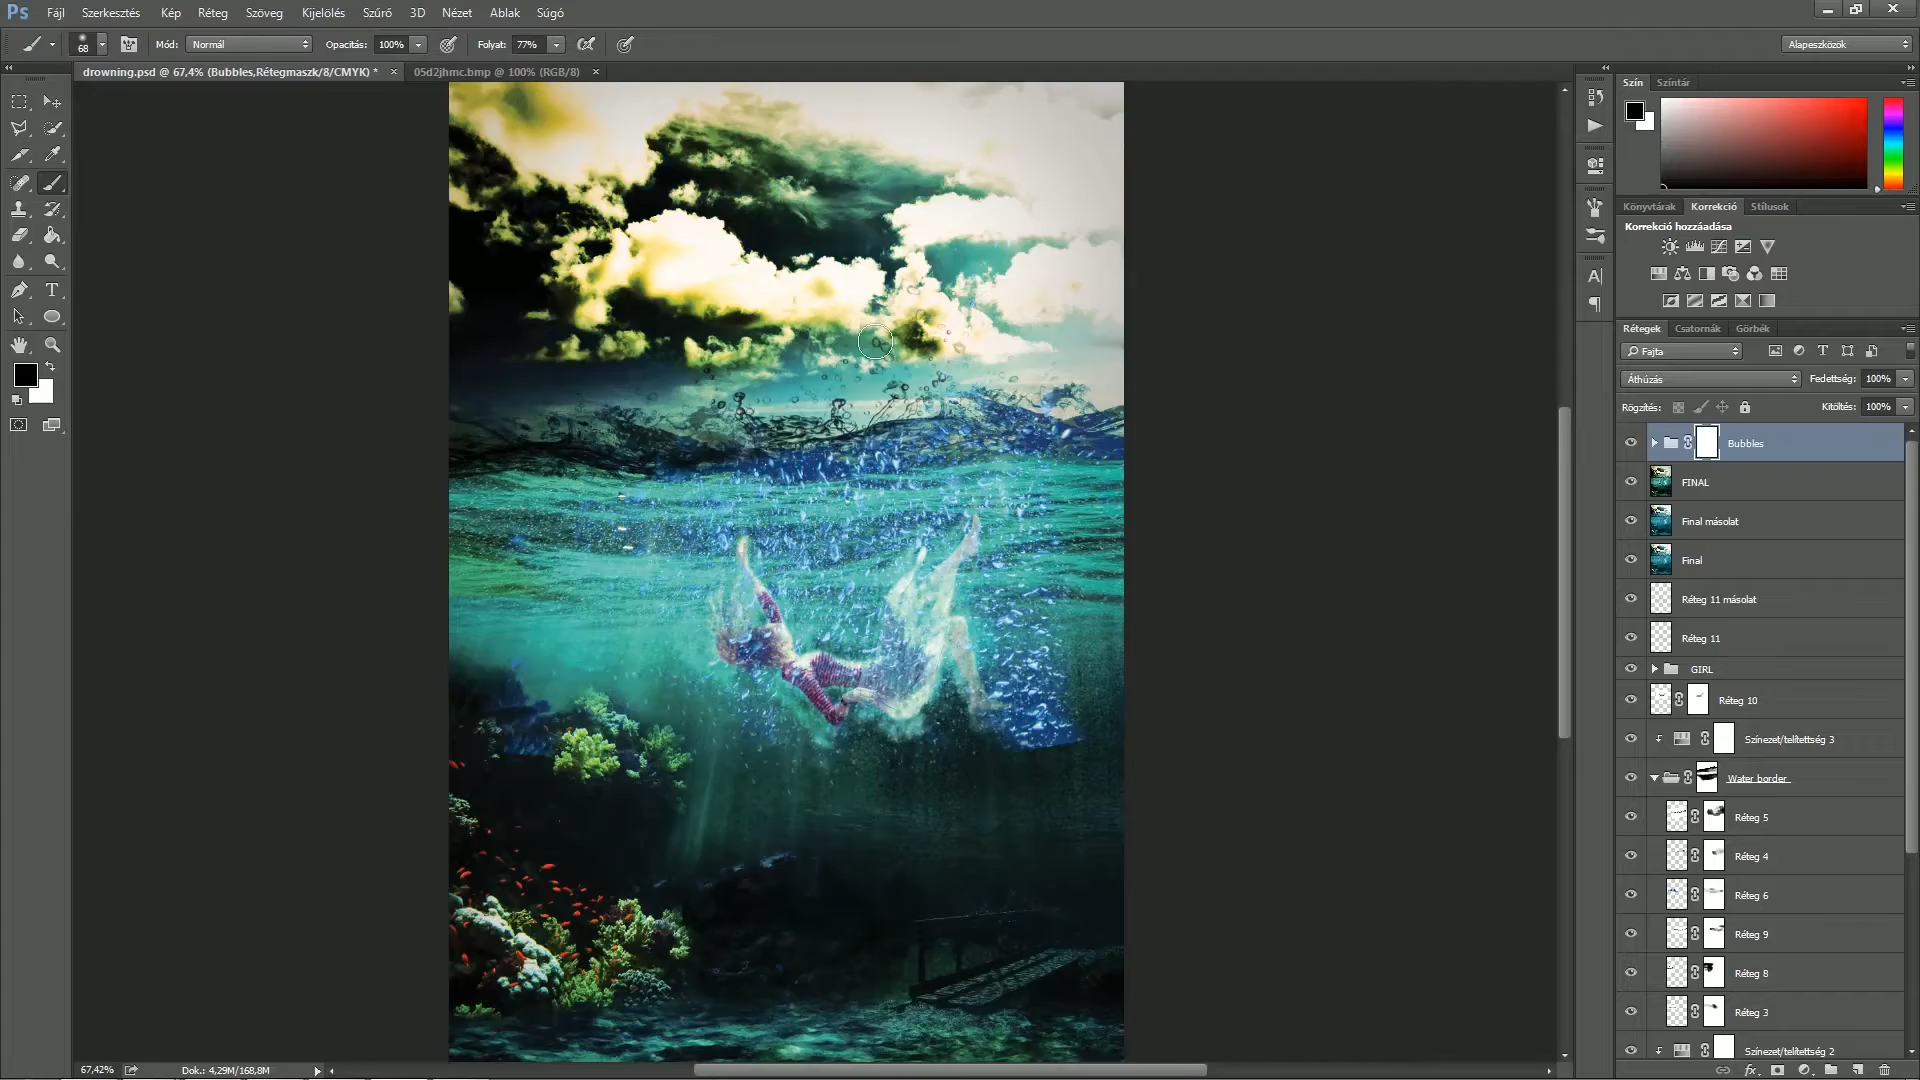 Ps Fájl Szerkesztés Kép Réteg Szöveg Kijelölés Szűrő 3D Nézet Ablak Súgó
68 Mód: Normál Opacitás: 100% Folyat: 77% Alapeszközök
drowning.psd @ 67,4% (Bubbles,Rétegmaszk/8/CMYK) * × 05d2jhmc.bmp @ 100% (RGB/8) ×
Szín Színtár
Könyvtárak Korrekció Stílusok
Korrekció hozzáadása
Rétegek Csatornák Görbék
Fajta
Áthúzás Fedettség: 100%
Rögzítés: Kitöltés: 100%
Bubbles
FINAL
Final másolat
Final
Réteg 11 másolat
Réteg 11
GIRL
Réteg 10
Színezet/telítettség 3
Water border
Réteg 5
Réteg 4
Réteg 6
Réteg 9
Réteg 8
Réteg 3
Színezet/telítettség 2
67,42% Dok.: 4,29M/168,8M